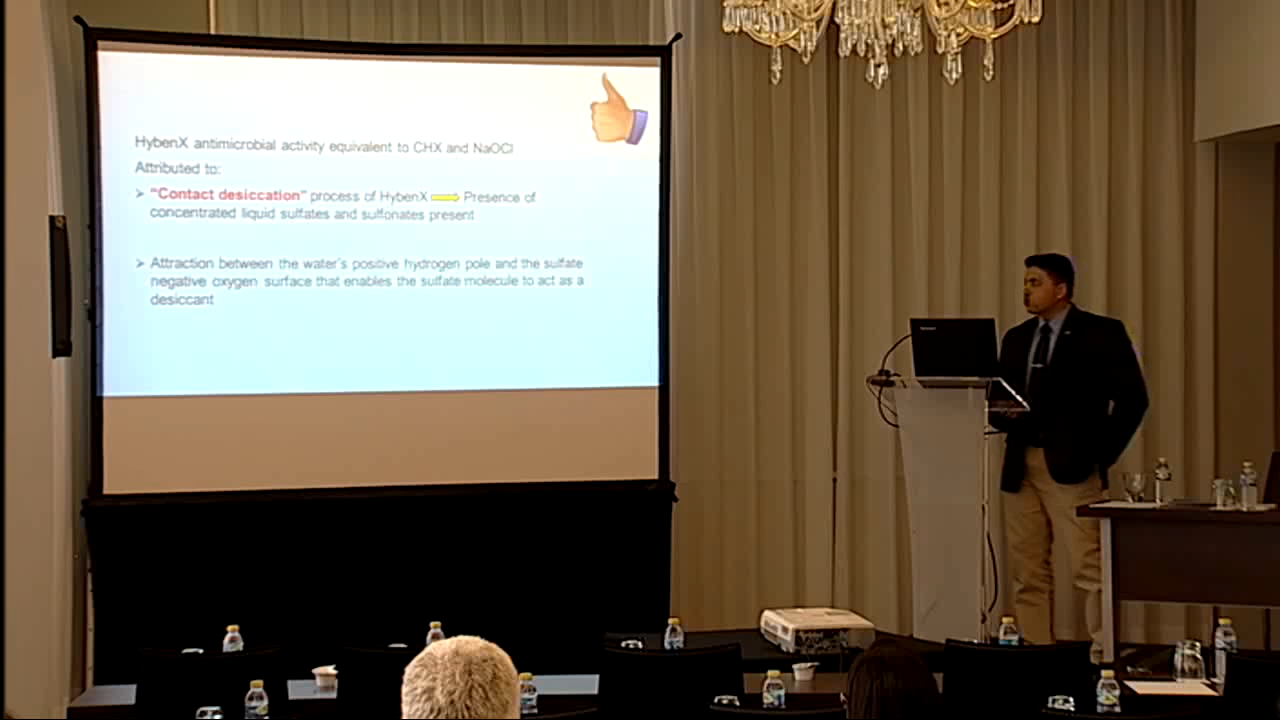 HybenX antimicrobial activity equivalent to CHX and NaOCl
Attributed to:
➤ "Contact desiccation" process of HybenX ⇨ Presence of
concentrated liquid sulfates and sulfonates present
➤ Attraction between the water's positive hydrogen pole and the sulfate
negative oxygen surface that enables the sulfate molecule to act as a
desiccant